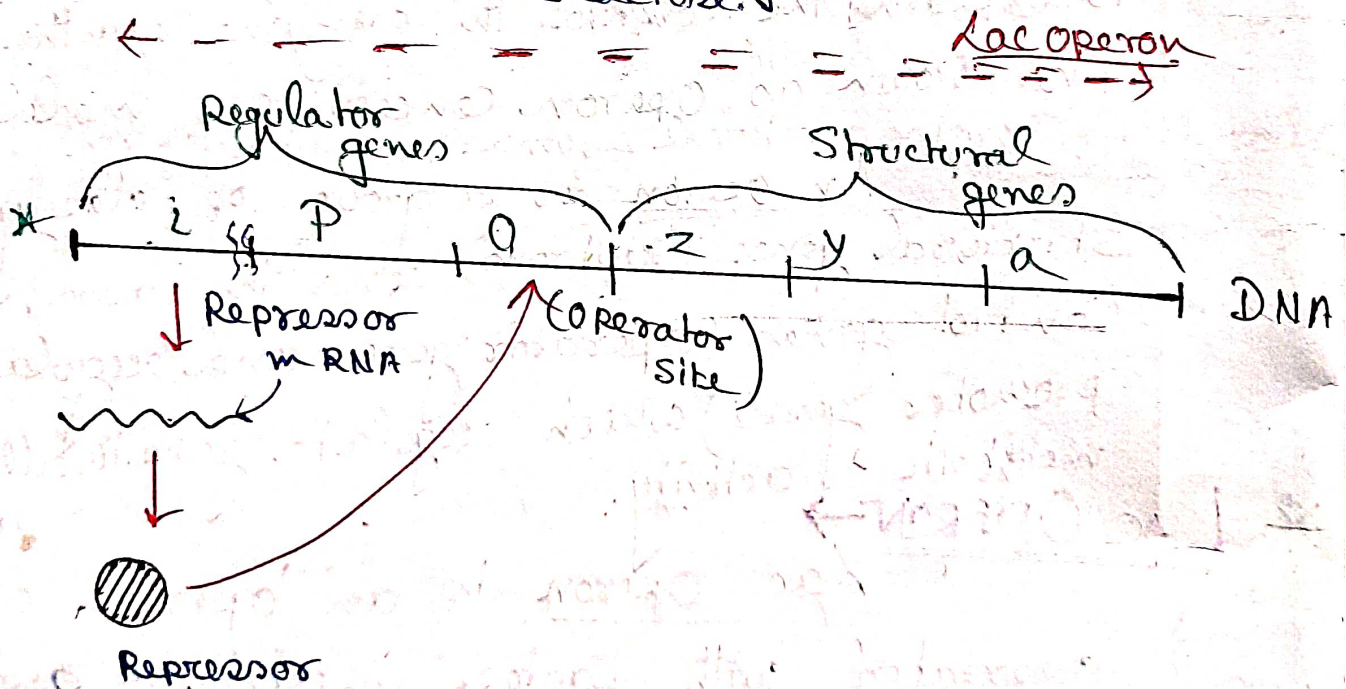 Lac operon
Regulator
genes
Structural
genes
i P O z y a
DNA
Repressor
mRNA
(Operator
Site)
Repressor